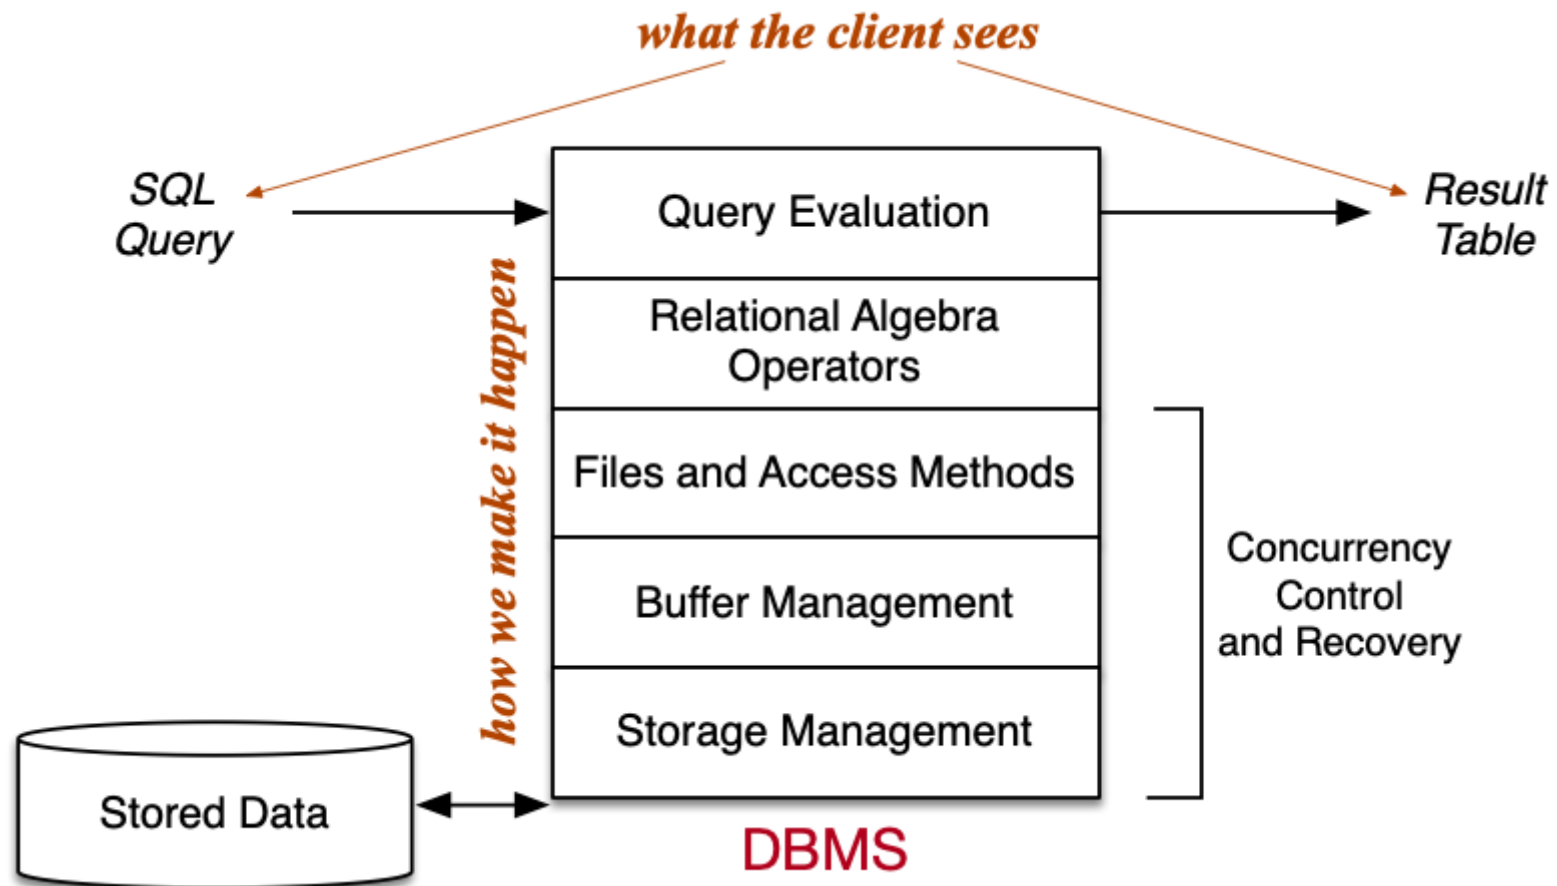 what the client sees
SQL
Query
Query Evaluation
Result
Table
how we make it happen
Relational Algebra
Operators
Files and Access Methods
Buffer Management
Storage Management
Concurrency
Control
and Recovery
Stored Data
DBMS